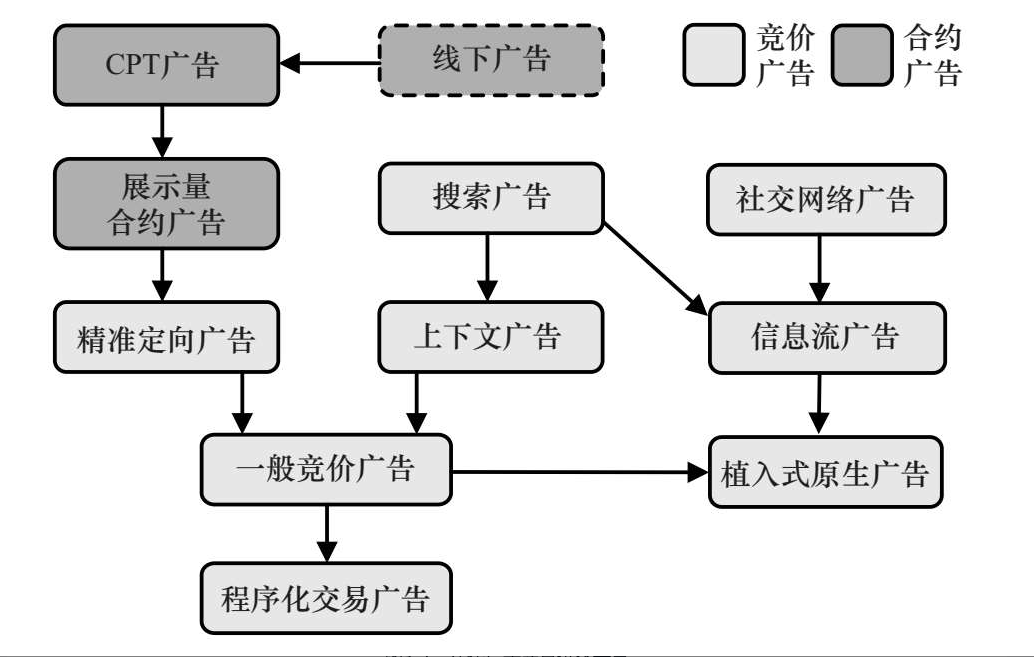 CPT广告
线下广告
竞价
广告
合约
广告
展示量
合约广告
搜索广告
社交网络广告
精准定向广告
上下文广告
信息流广告
一般竞价广告
植入式原生广告
程序化交易广告